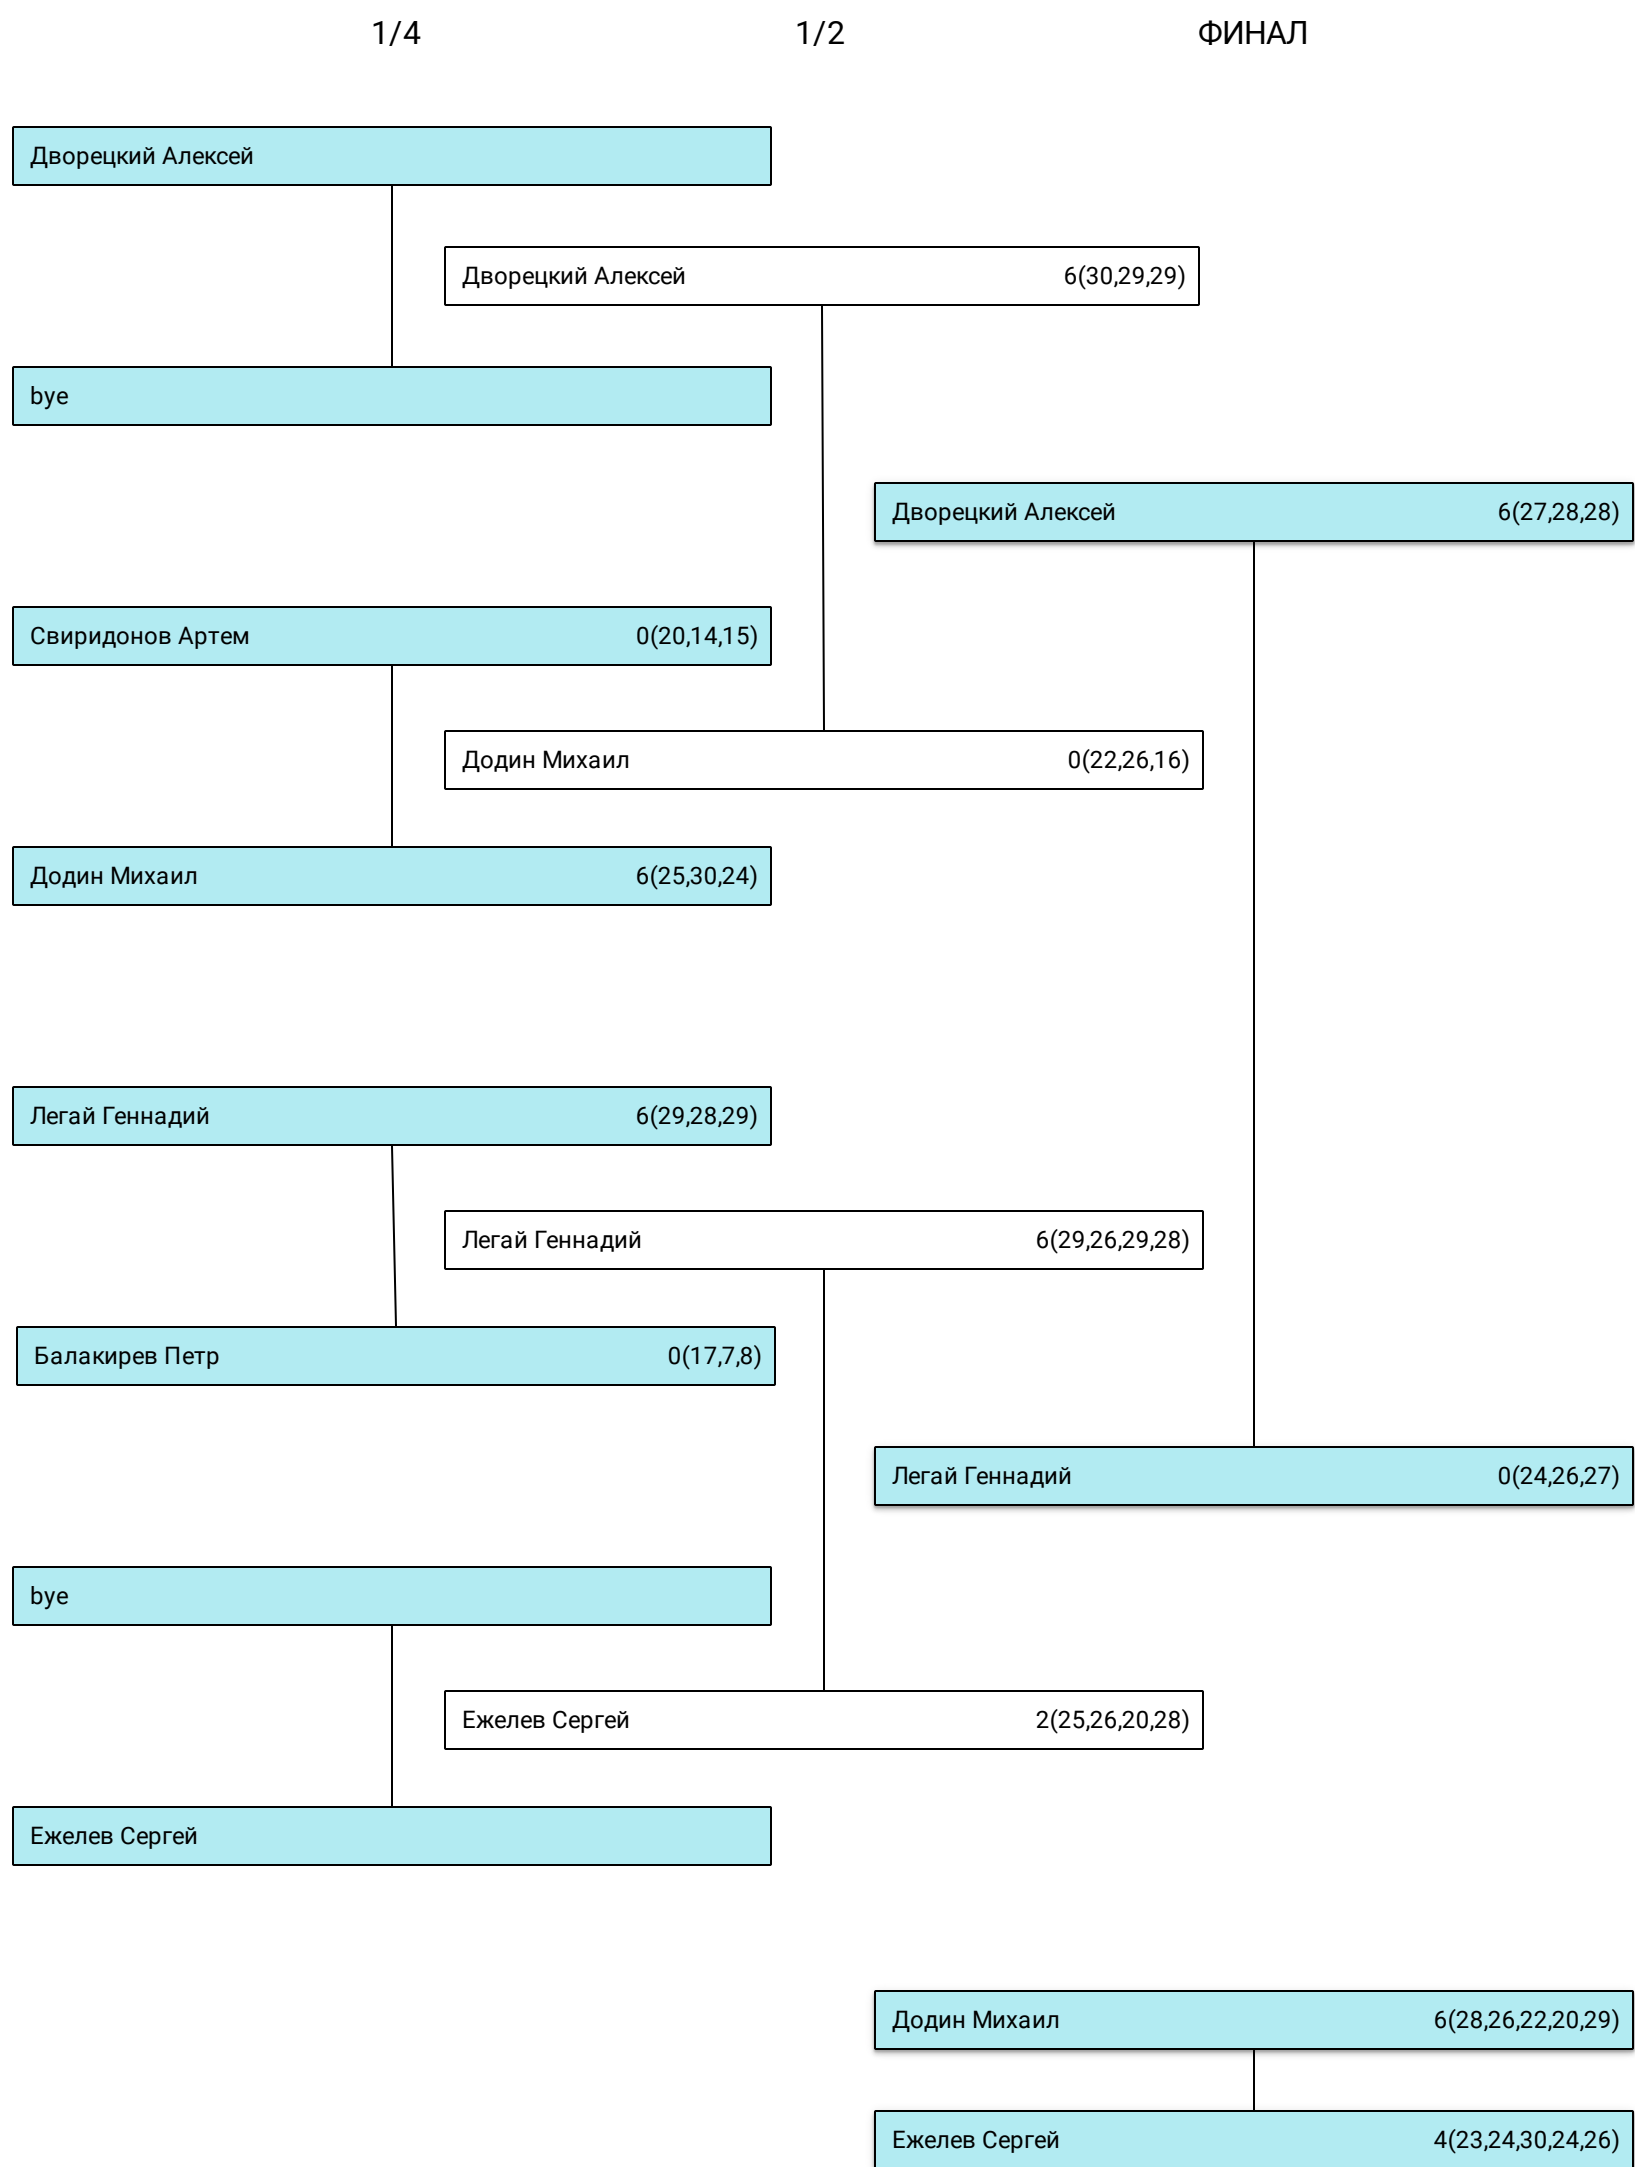 1/4 1/2 ФИНАЛ
Дворецкий Алексей
Дворецкий Алексей 6(30,29,29)
bye
Дворецкий Алексей 6(27,28,28)
Свиридонов Артем 0(20,14,15)
Додин Михаил 0(22,26,16)
Додин Михаил 6(25,30,24)
Легай Геннадий 6(29,28,29)
Легай Геннадий 6(29,26,29,28)
Балакирев Петр 0(17,7,8)
Легай Геннадий 0(24,26,27)
bye
Ежелев Сергей 2(25,26,20,28)
Ежелев Сергей
Додин Михаил 6(28,26,22,20,29)
Ежелев Сергей 4(23,24,30,24,26)